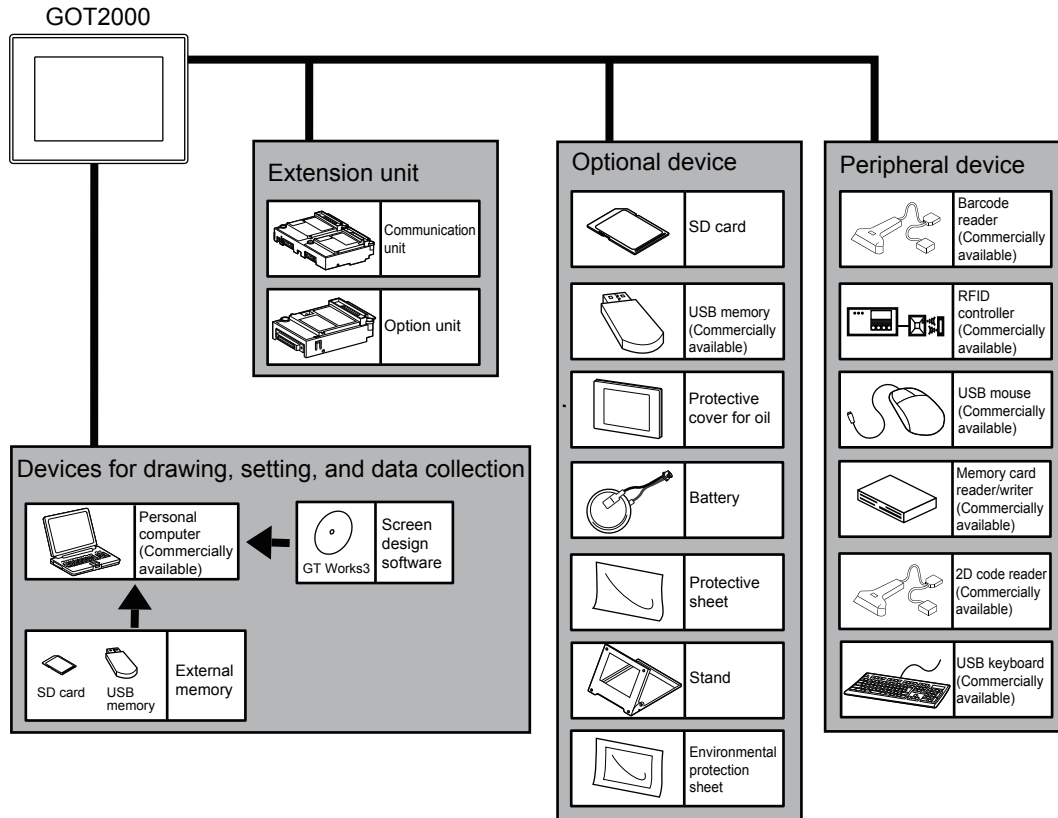 GOT2000
Extension unit
Communication
unit
Option unit
Optional device
SD card
USB memory
(Commercially
available)
Protective
cover for oil
Battery
Protective
sheet
Stand
Environmental
protection
sheet
Peripheral device
Barcode
reader
(Commercially
available)
RFID
controller
(Commercially
available)
USB mouse
(Commercially
available)
Memory card
reader/writer
(Commercially
available)
2D code reader
(Commercially
available)
USB keyboard
(Commercially
available)
Devices for drawing, setting, and data collection
Personal
computer
(Commercially
available)
GT Works3
Screen
design
software
SD card
USB
memory
External
memory